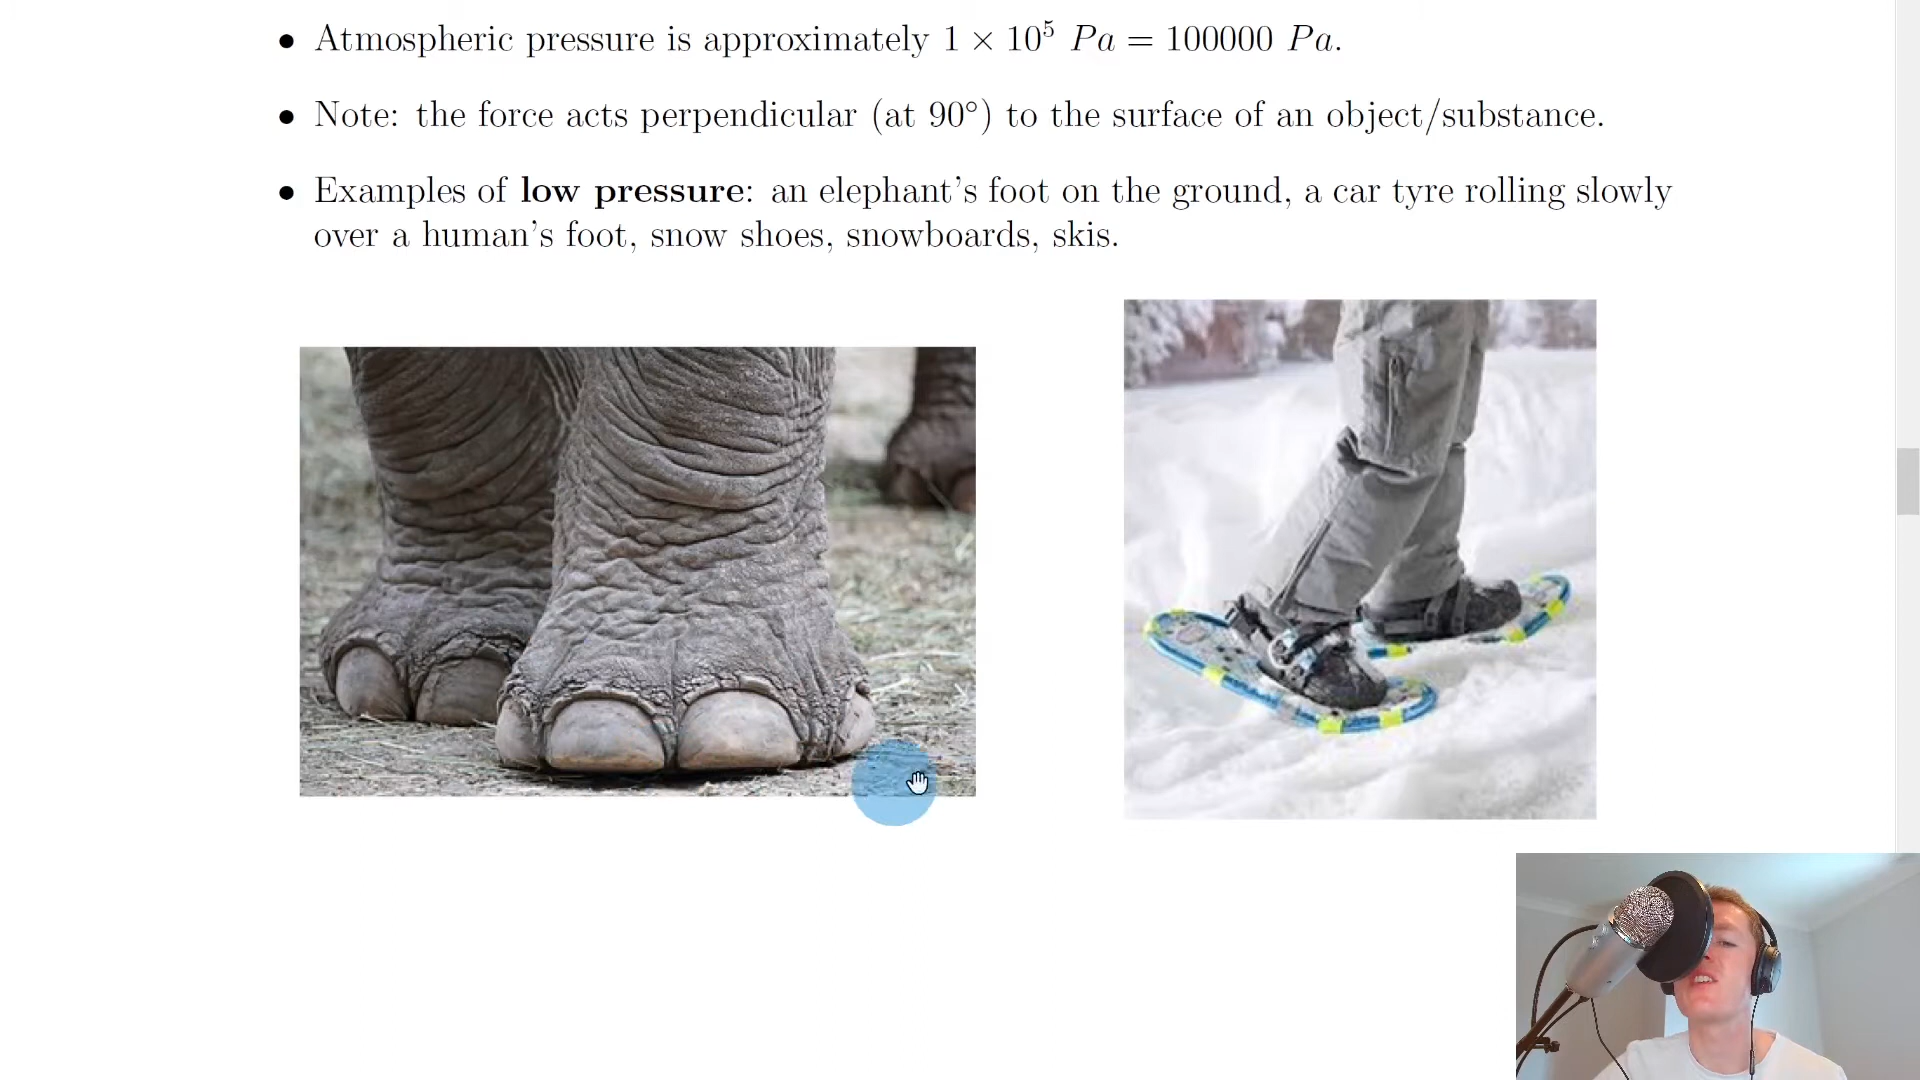 • Atmospheric pressure is approximately 1 × 10⁵ Pa = 100000 Pa.
• Note: the force acts perpendicular (at 90°) to the surface of an object/substance.
• Examples of low pressure: an elephant's foot on the ground, a car tyre rolling slowly
over a human's foot, snow shoes, snowboards, skis.